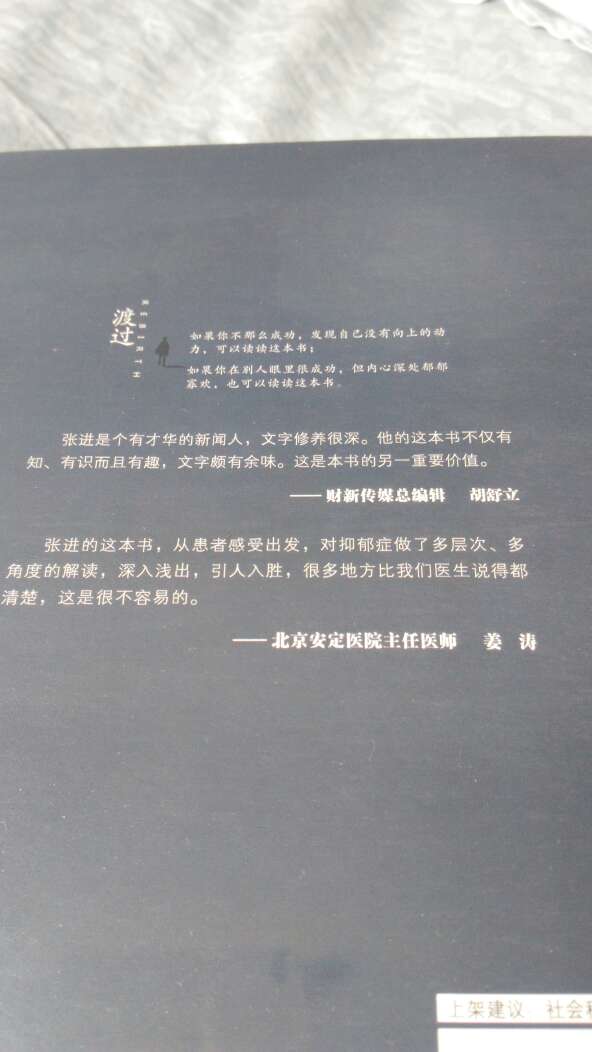 渡过
REBIRTH
如果你不那么成功，发现自己没有向上的动
力，可以读读这本书；
如果你在别人眼里很成功，但内心深处郁郁
寡欢，也可以读读这本书。
张进是个有才华的新闻人，文字修养很深。他的这本书不仅有
知、有识而且有趣，文字颇有余味。这是本书的另一重要价值。
——财新传媒总编辑 胡舒立
张进的这本书，从患者感受出发，对抑郁症做了多层次、多
角度的解读，深入浅出，引人入胜，很多地方比我们医生说得都
清楚，这是很不容易的。
——北京安定医院主任医师 姜 涛
上架建议 社会科